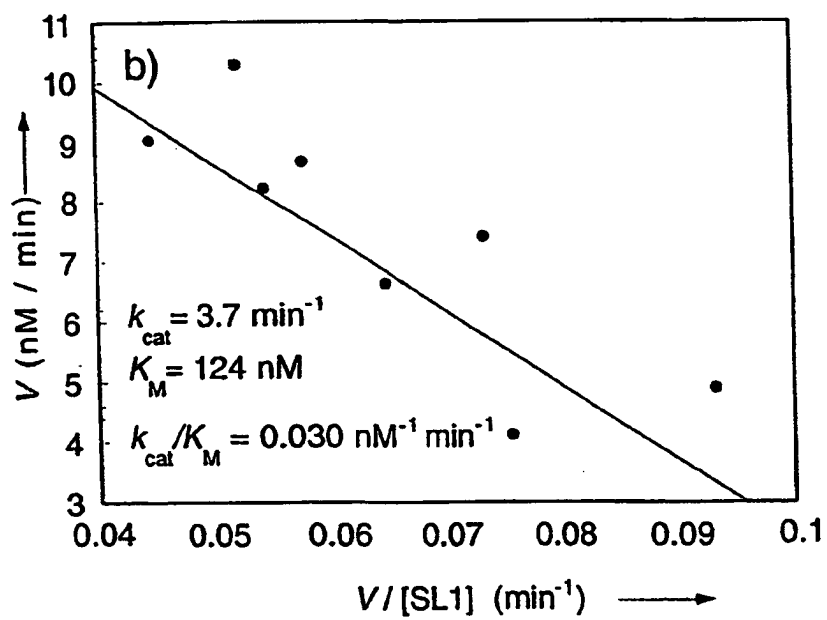 b)
11
10
9
8
7
6
5
4
3
V (nM / min)
k_cat = 3.7 min⁻¹
K_M = 124 nM
k_cat/K_M = 0.030 nM⁻¹ min⁻¹
0.04 0.05 0.06 0.07 0.08 0.09 0.1
V / [SL1] (min⁻¹)